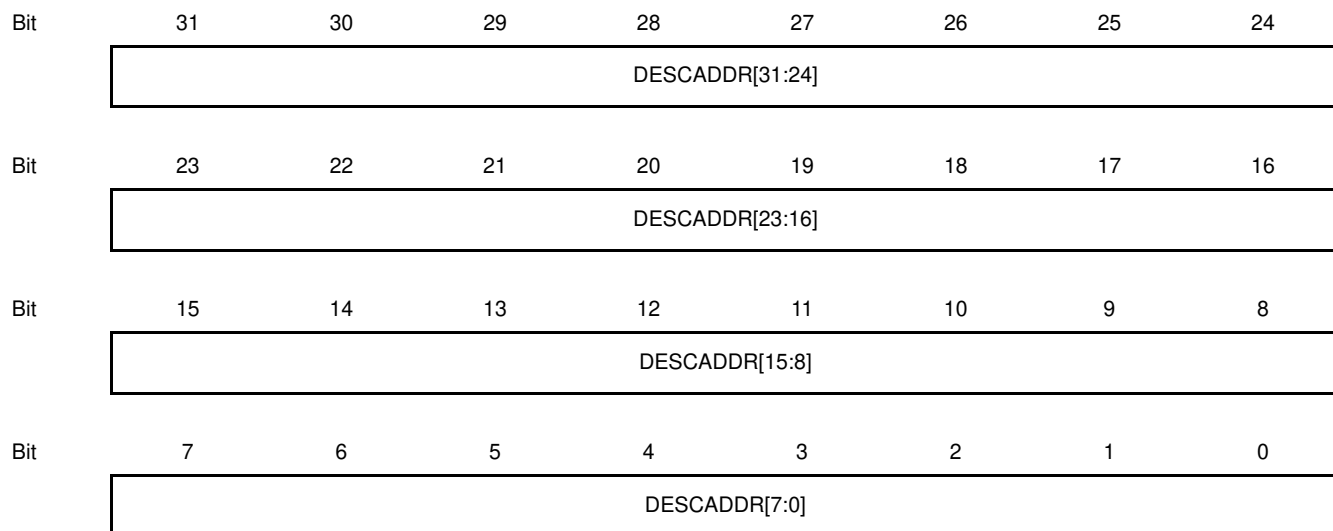 Bit 31 30 29 28 27 26 25 24
DESCADDR[31:24]
Bit 23 22 21 20 19 18 17 16
DESCADDR[23:16]
Bit 15 14 13 12 11 10 9 8
DESCADDR[15:8]
Bit 7 6 5 4 3 2 1 0
DESCADDR[7:0]